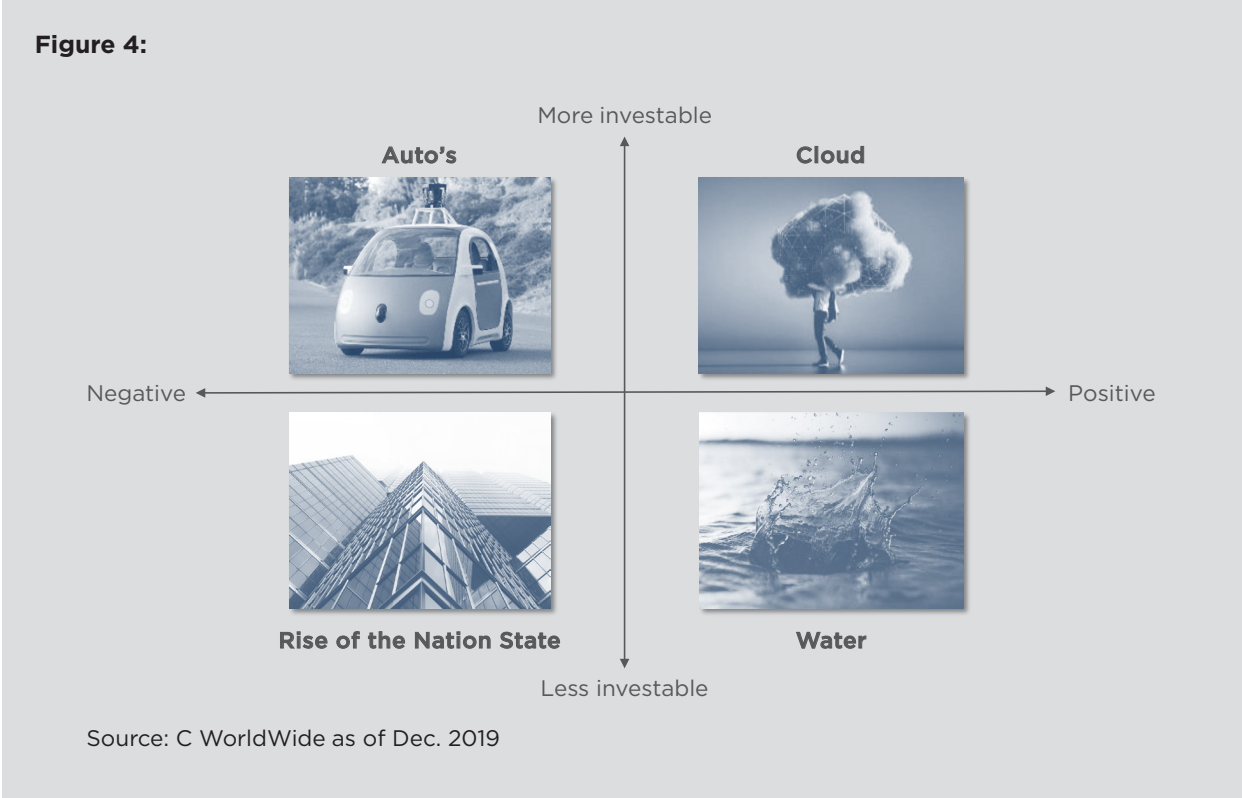 Figure 4:
More investable
Auto's
Cloud
Negative
Positive
Rise of the Nation State
Water
Less investable
Source: C WorldWide as of Dec. 2019